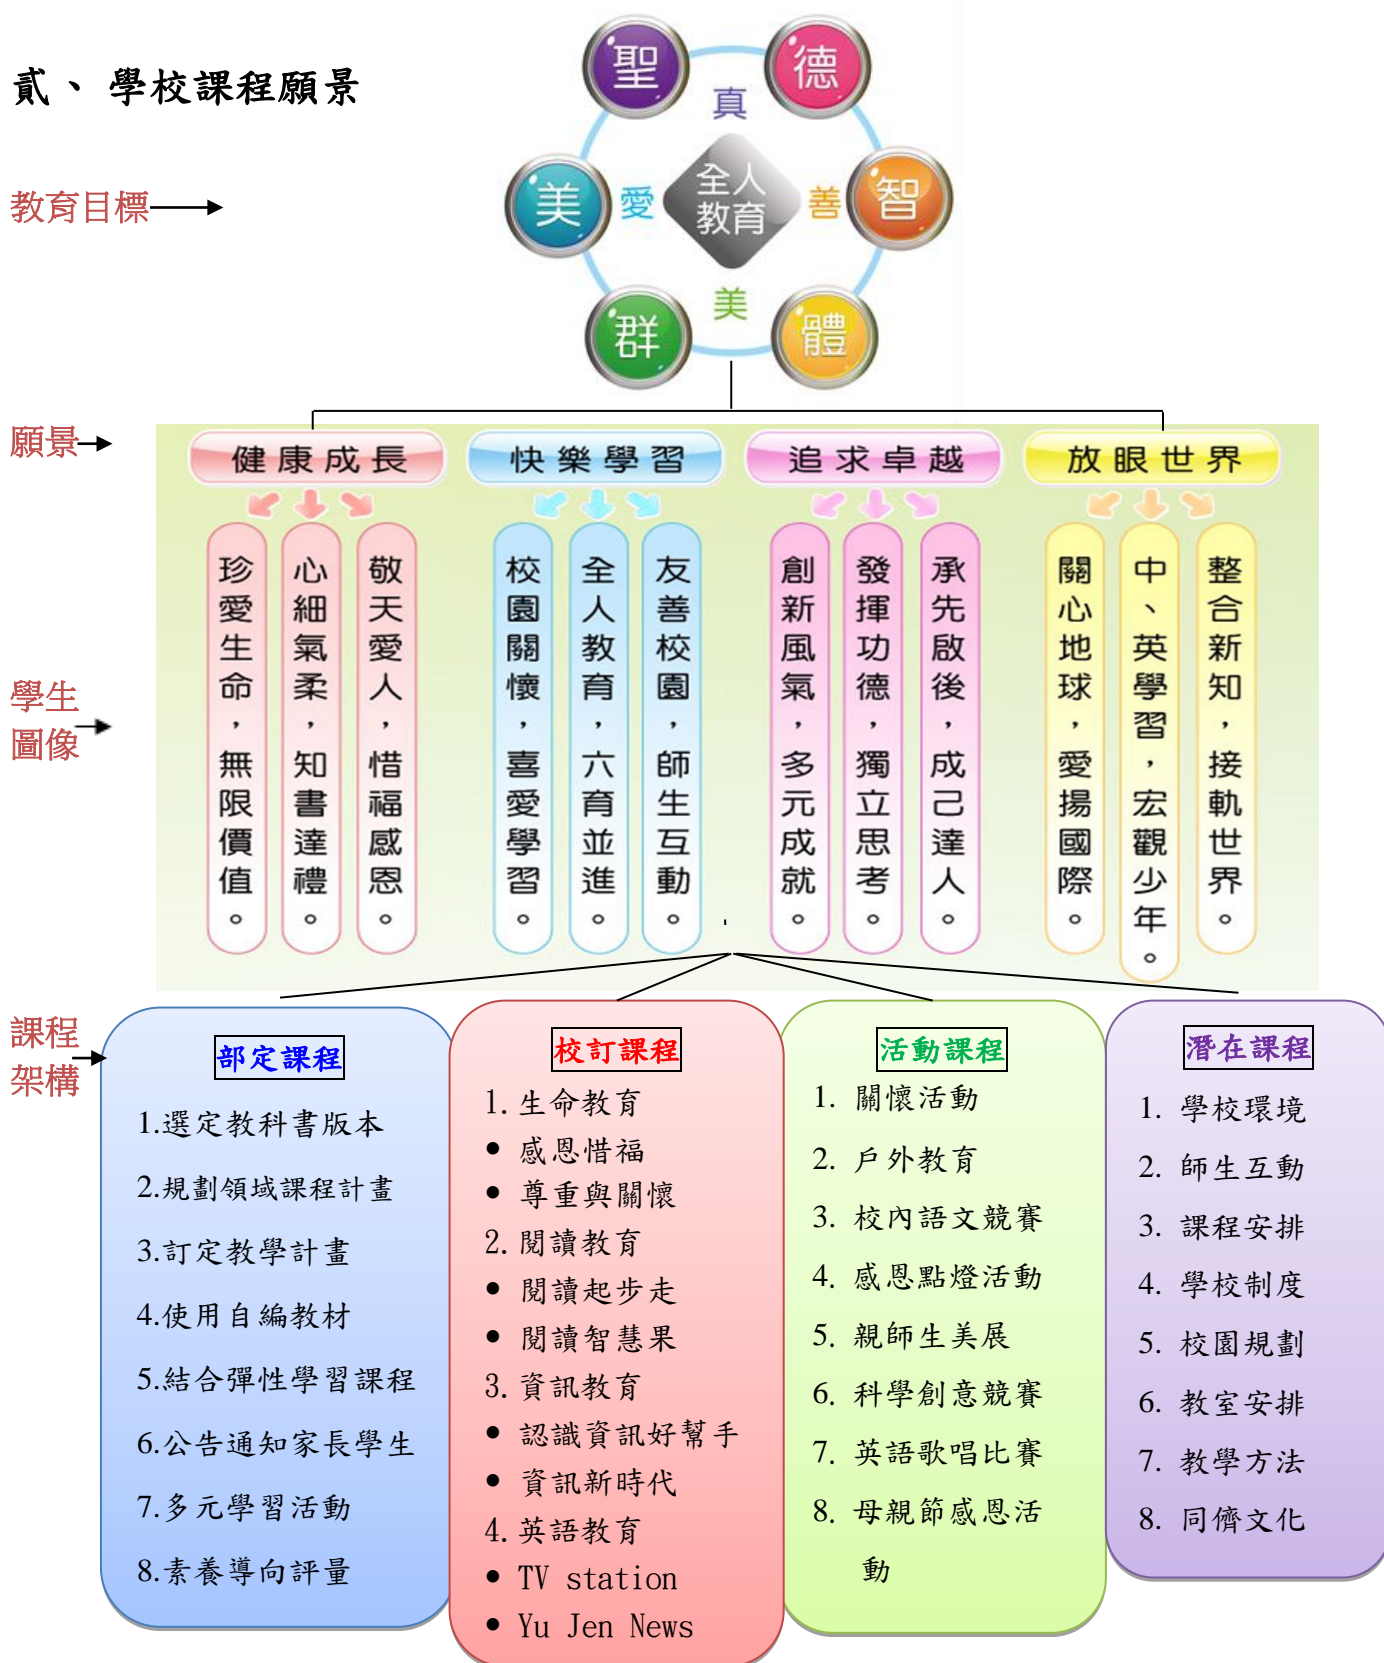 貳、 學校課程願景
聖
德
真
教育目標
美
愛
全人
教育
善
智
美
群
體
願景
健康成長
快樂學習
追求卓越
放眼世界
學生
圖像
珍愛生命,無限價值。
心細氣柔,知書達禮。
敬天愛人,惜福感恩。
校園關懷,喜愛學習。
全人教育,六育並進。
友善校園,師生互動。
創新風氣,多元成就。
發揮功德,獨立思考。
承先啟後,成己達人。
關心地球,愛揚國際。
中、英學習,宏觀少年。
整合新知,接軌世界。
課程
架構
部定課程
1.選定教科書版本
2.規劃領域課程計畫
3.訂定教學計畫
4.使用自編教材
5.結合彈性學習課程
6.公告通知家長學生
7.多元學習活動
8.素養導向評量
校訂課程
1.生命教育
• 感恩惜福
• 尊重與關懷
2.閱讀教育
• 閱讀起步走
• 閱讀智慧果
3.資訊教育
• 認識資訊好幫手
• 資訊新時代
4.英語教育
• TV station
• Yu Jen News
活動課程
1. 關懷活動
2. 戶外教育
3. 校內語文競賽
4. 感恩點燈活動
5. 親師生美展
6. 科學創意競賽
7. 英語歌唱比賽
8. 母親節感恩活
動
潛在課程
1. 學校環境
2. 師生互動
3. 課程安排
4. 學校制度
5. 校園規劃
6. 教室安排
7. 教學方法
8. 同儕文化